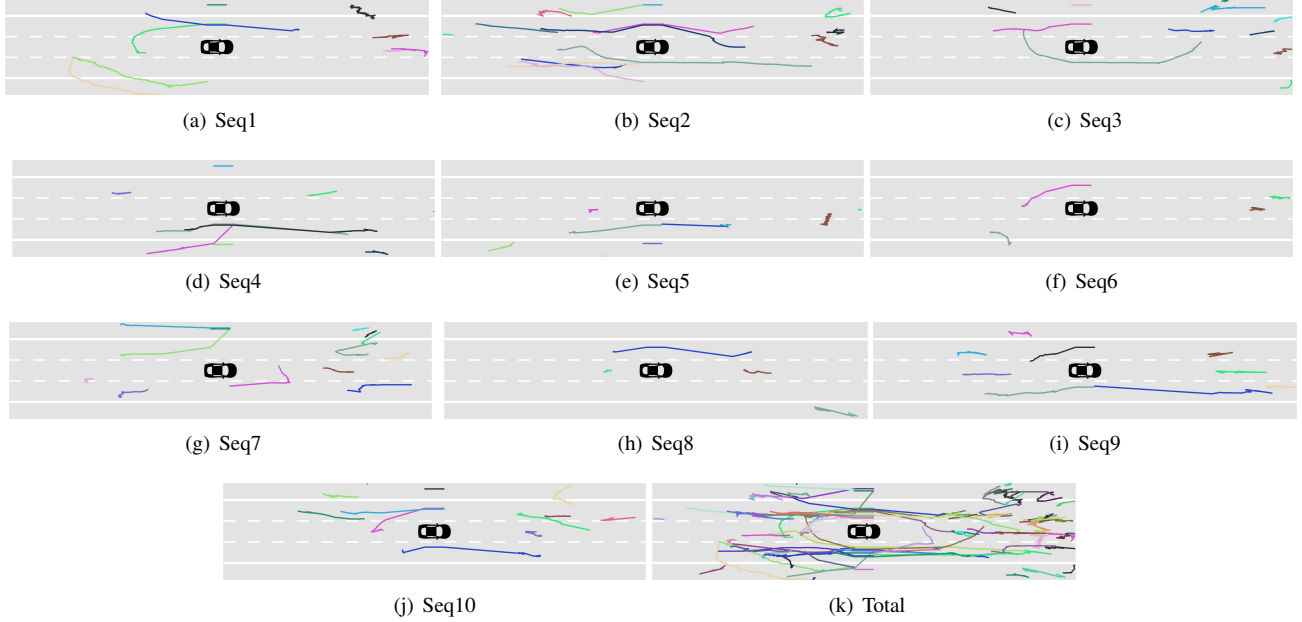 (a) Seq1
(b) Seq2
(c) Seq3
(d) Seq4
(e) Seq5
(f) Seq6
(g) Seq7
(h) Seq8
(i) Seq9
(j) Seq10
(k) Total